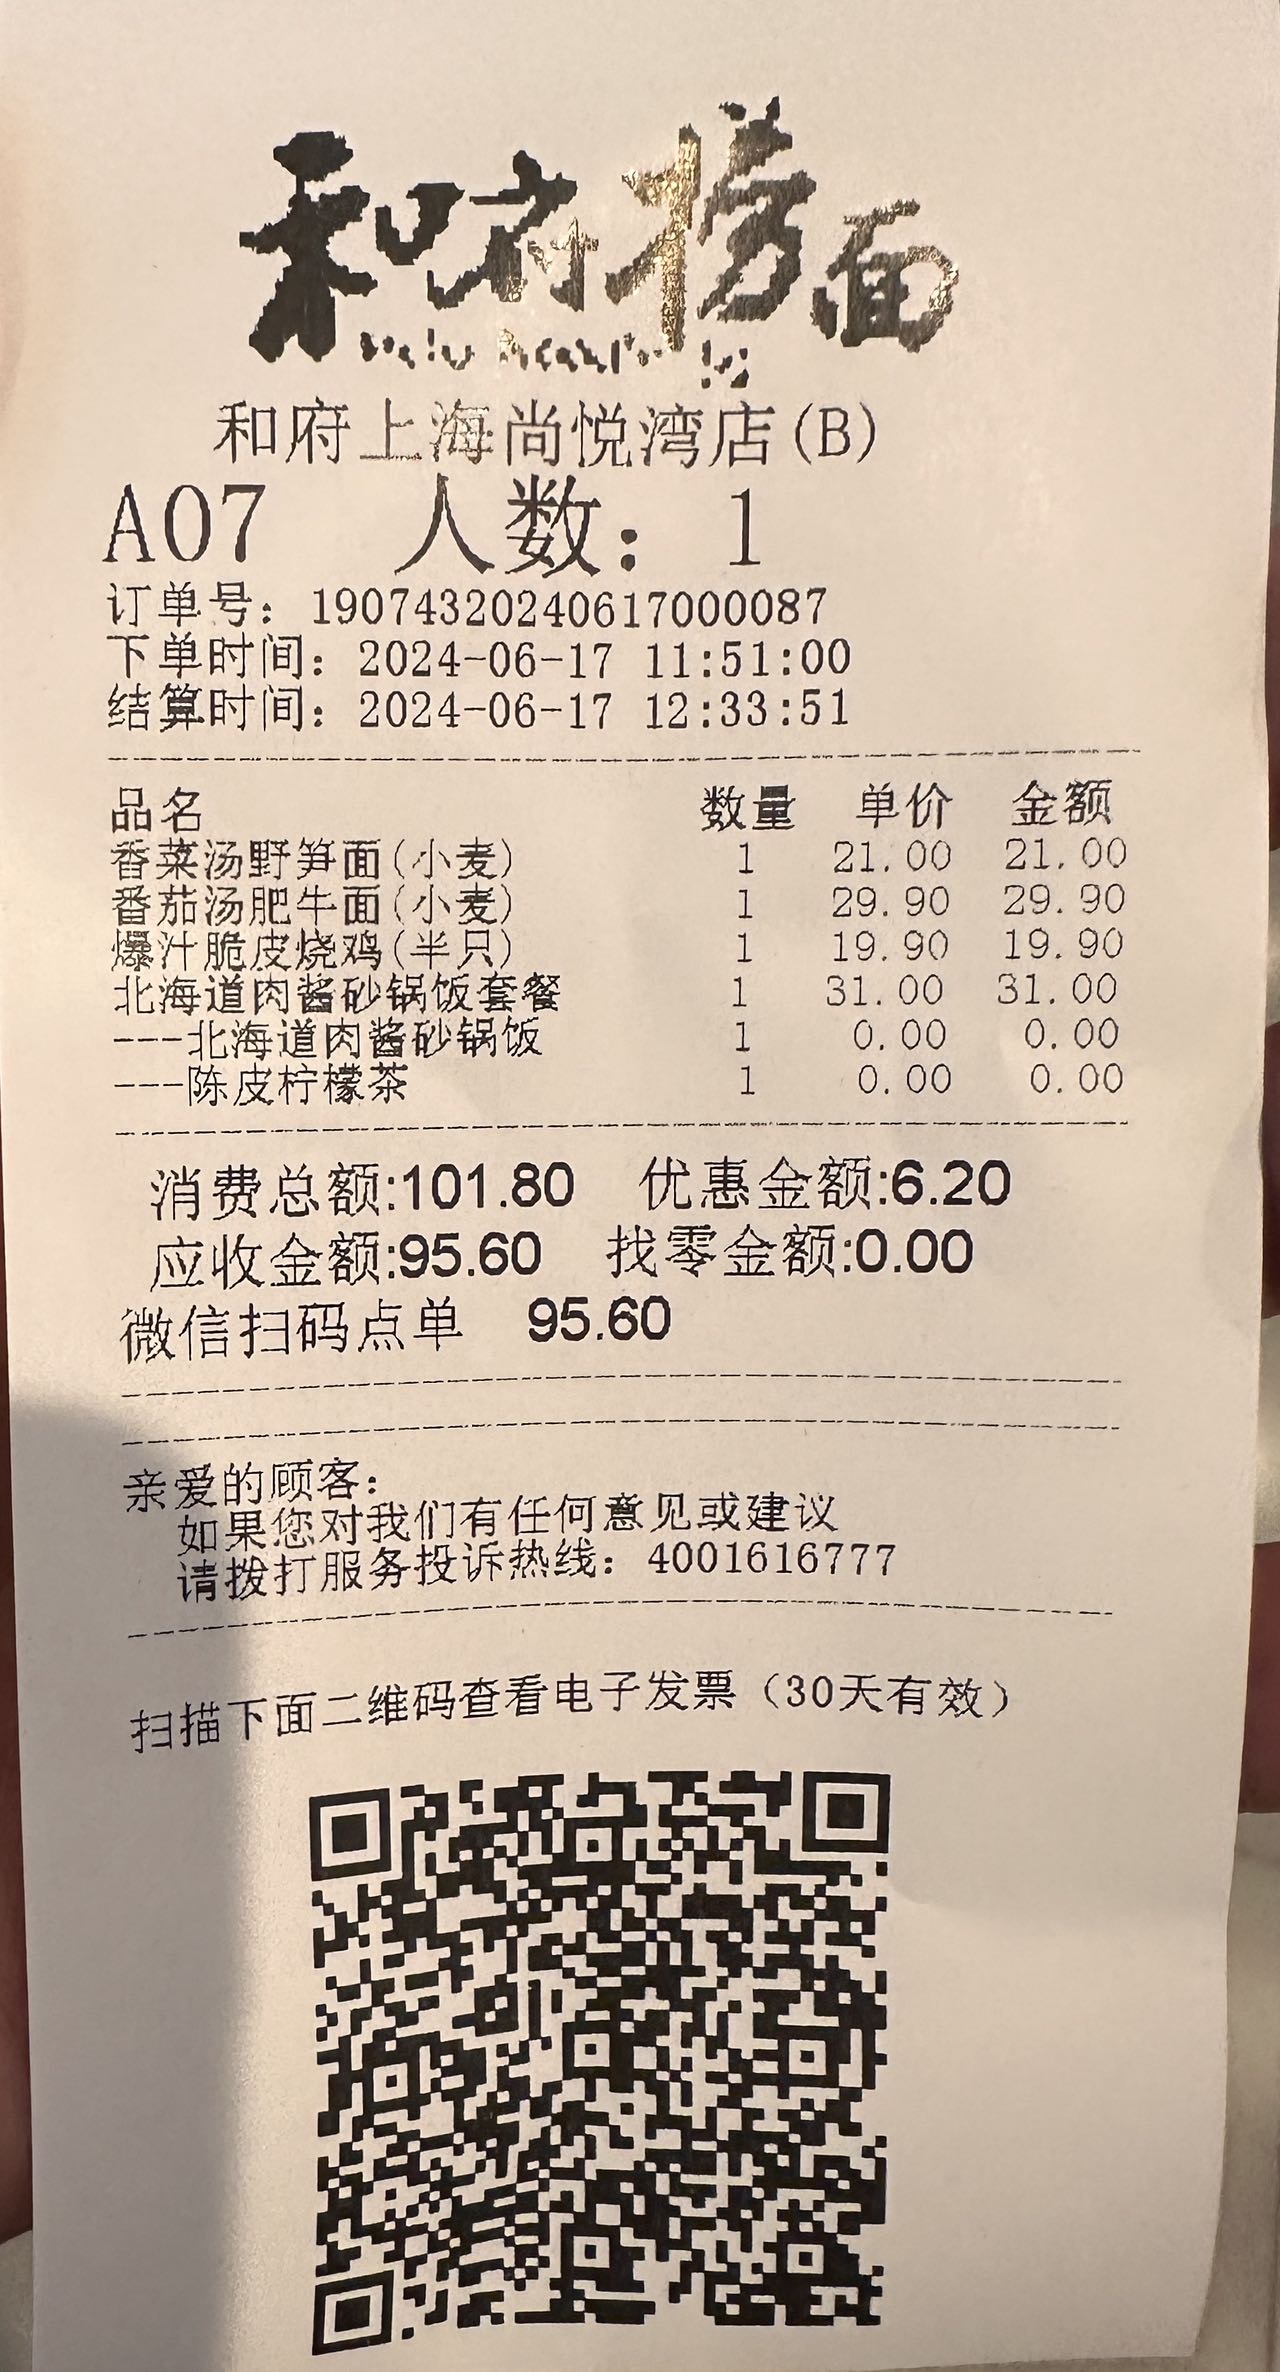 和府捞面
和府上海尚悦湾店(B)
A07 人数: 1
订单号: 19074320240617000087
下单时间: 2024-06-17 11:51:00
结算时间: 2024-06-17 12:33:51
品名 数量 单价 金额
番菜汤野笋面(小麦) 1 21.00 21.00
番茄汤肥牛面(小麦) 1 29.90 29.90
爆汁脆皮烧鸡(半只) 1 19.90 19.90
北海道肉酱砂锅饭套餐 1 31.00 31.00
---北海道肉酱砂锅饭 1 0.00 0.00
---陈皮柠檬茶 1 0.00 0.00
消费总额:101.80 优惠金额:6.20
应收金额:95.60 找零金额:0.00
微信扫码点单 95.60
亲爱的顾客:
如果您对我们有任何意见或建议
请拨打服务投诉热线: 4001616777
扫描下面二维码查看电子发票（30天有效）